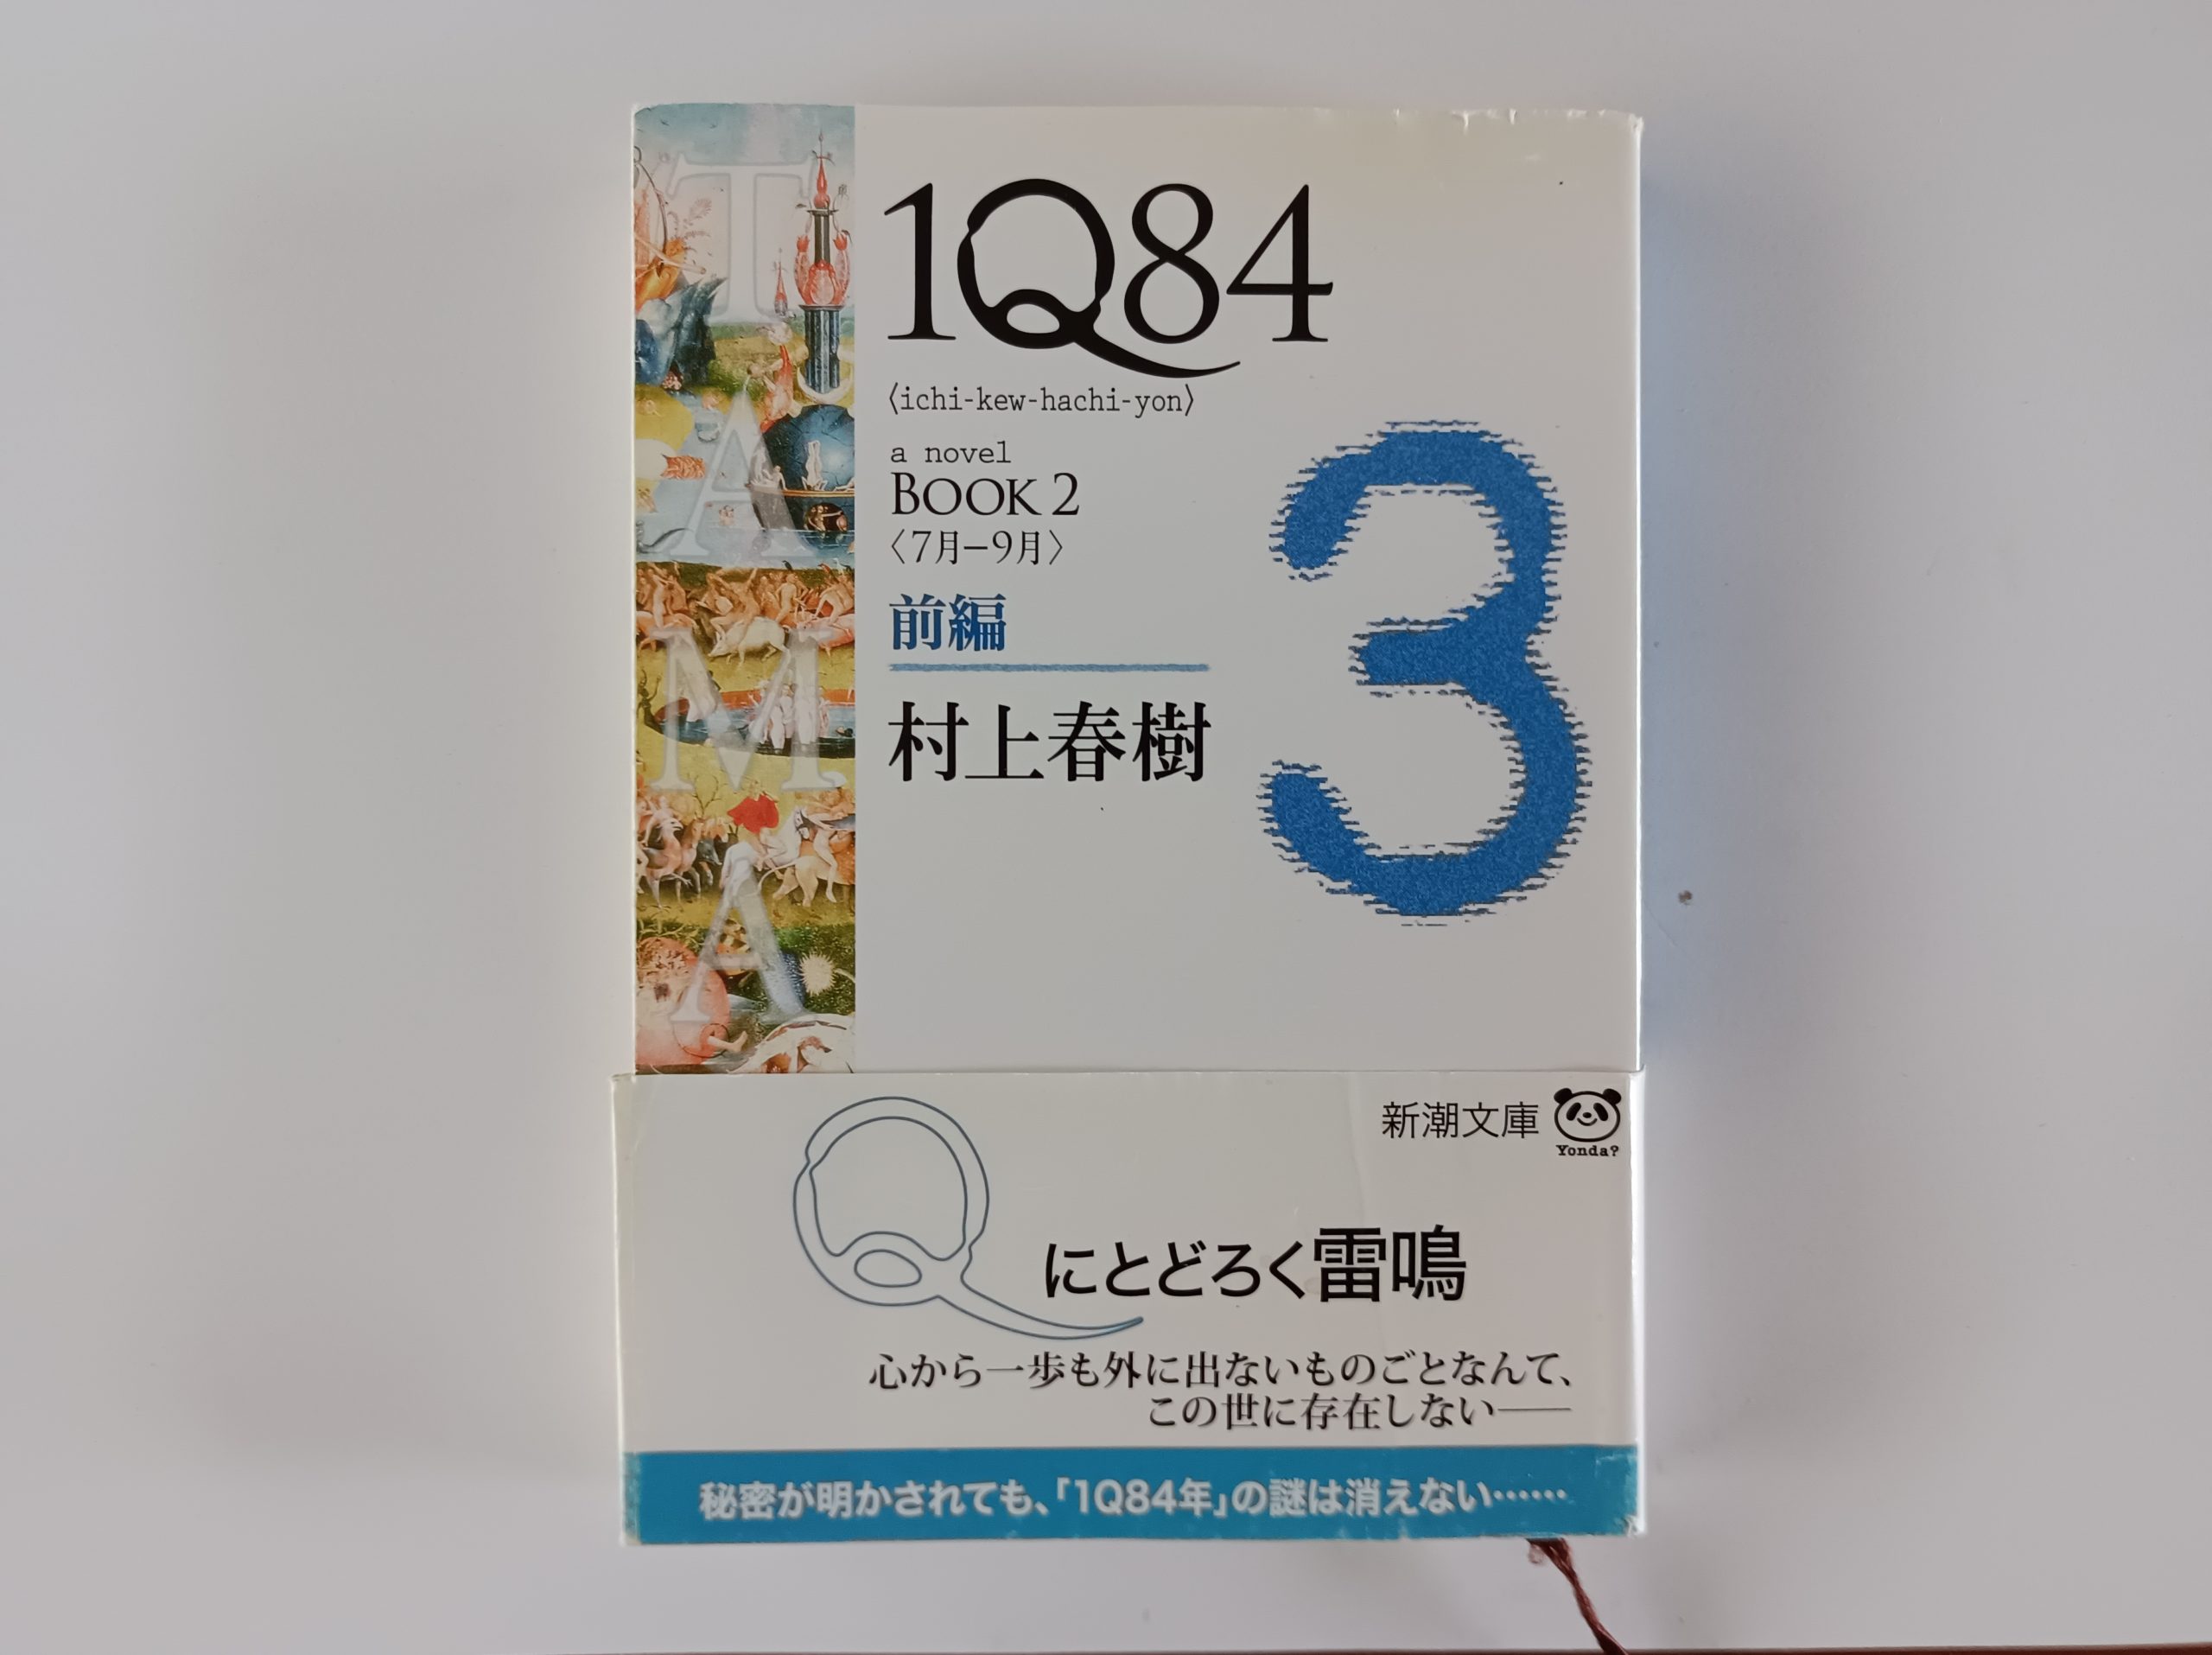 TAMA
1Q84
〈ichi-kew-hachi-yon〉
a novel
BOOK 2
〈7月–9月〉
前編
村上春樹
3
新潮文庫
Yonda?
Qにとどろく雷鳴
心から一歩も外に出ないものごとなんて、
この世に存在しない――
秘密が明かされても、「1Q84年」の謎は消えない……